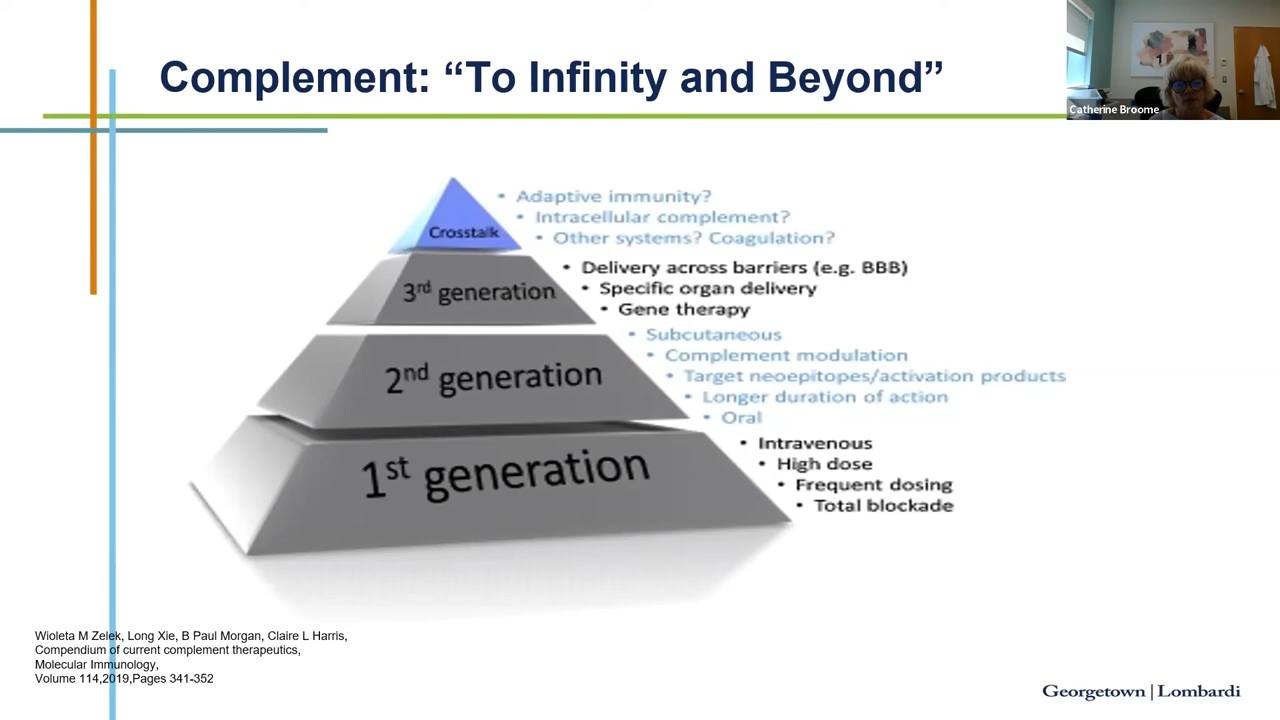 Complement: “To Infinity and Beyond”
Catherine Broome
Crosstalk
• Adaptive immunity?
• Intracellular complement?
• Other systems? Coagulation?
3rd generation
• Delivery across barriers (e.g. BBB)
• Specific organ delivery
• Gene therapy
2nd generation
• Subcutaneous
• Complement modulation
• Target neoepitopes/activation products
• Longer duration of action
• Oral
1st generation
• Intravenous
• High dose
• Frequent dosing
• Total blockade
Wioleta M Zelek, Long Xie, B Paul Morgan, Claire L Harris,
Compendium of current complement therapeutics,
Molecular Immunology,
Volume 114,2019,Pages 341-352
Georgetown | Lombardi